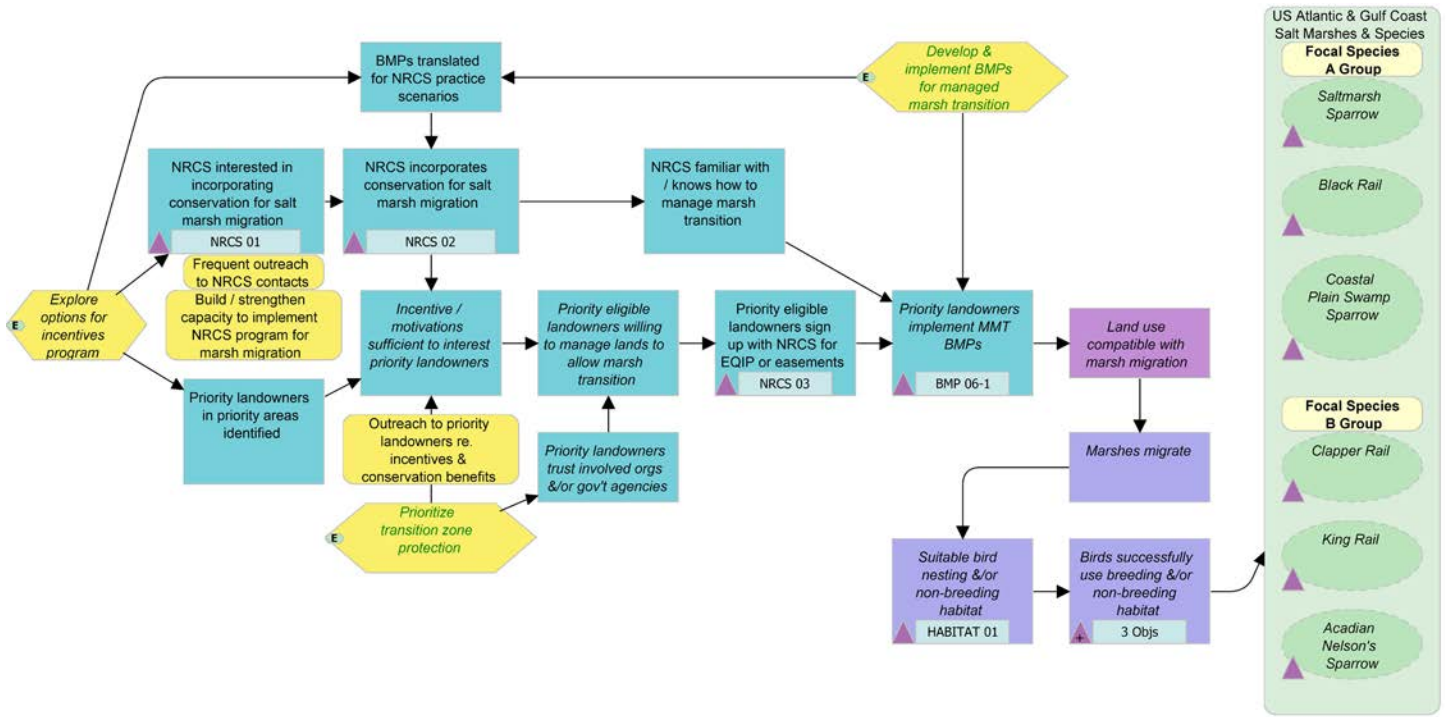 US Atlantic & Gulf Coast
Salt Marshes & Species
Focal Species
A Group
Saltmarsh
Sparrow
Black Rail
Coastal
Plain Swamp
Sparrow
Focal Species
B Group
Clapper Rail
King Rail
Acadian
Nelson's
Sparrow
BMPs translated
for NRCS practice
scenarios
E
Develop &
implement BMPs
for managed
marsh transition
NRCS interested in
incorporating
conservation for salt
marsh migration
NRCS 01
NRCS incorporates
conservation for salt
marsh migration
NRCS 02
NRCS familiar with
/ knows how to
manage marsh
transition
Frequent outreach
to NRCS contacts
Build / strengthen
capacity to implement
NRCS program for
marsh migration
E
Explore
options for
incentives
program
Incentive /
motivations
sufficient to interest
priority landowners
Priority eligible
landowners willing
to manage lands to
allow marsh
transition
Priority eligible
landowners sign
up with NRCS for
EQIP or easements
NRCS 03
Priority landowners
implement MMT
BMPs
BMP 06-1
Land use
compatible with
marsh migration
Priority landowners
in priority areas
identified
Outreach to priority
landowners re.
incentives &
conservation benefits
Priority landowners
trust involved orgs
&/or gov't agencies
Marshes migrate
E
Prioritize
transition zone
protection
Suitable bird
nesting &/or
non-breeding
habitat
HABITAT 01
Birds successfully
use breeding &/or
non-breeding
habitat
+
3 Objs